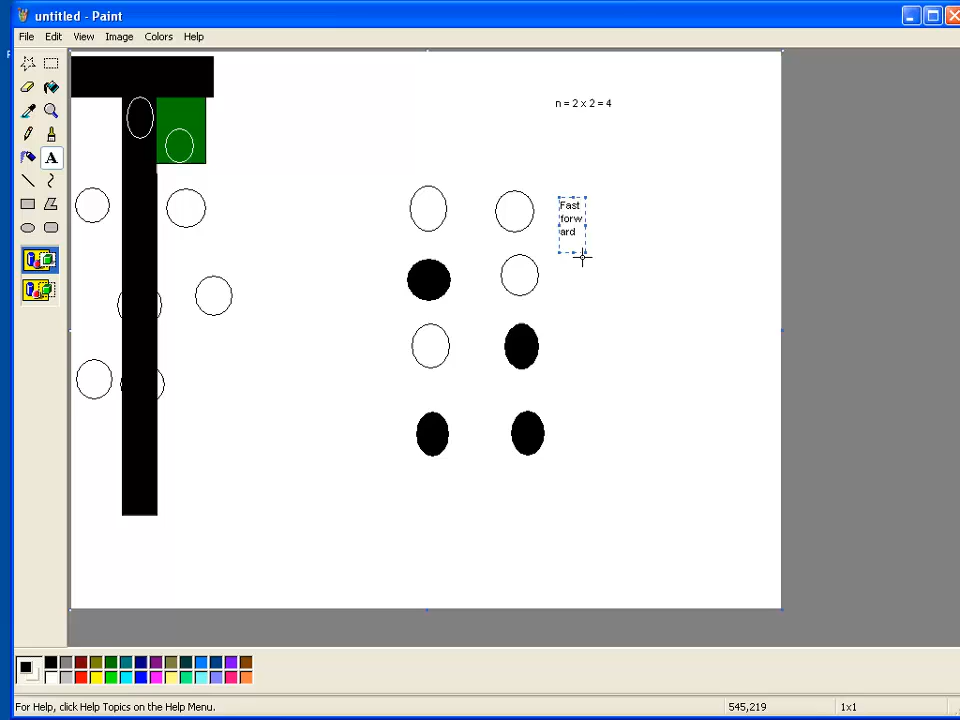 untitled - Paint
File Edit View Image Colors Help
n = 2 x 2 = 4
Fast
forw
ard
A
For Help, click Help Topics on the Help Menu.
545,219
1x1